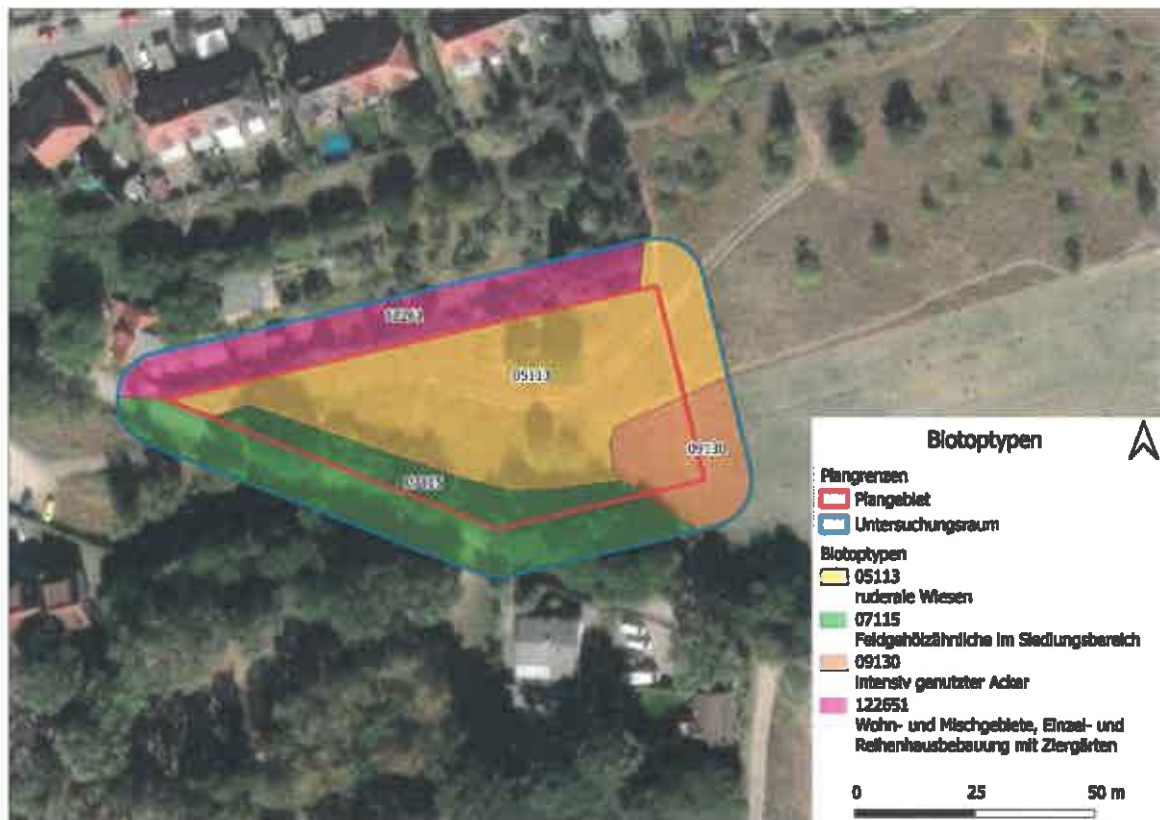 05113
09130
07115
Biotoptypen
Plangrenzen
Plangebiet
Untersuchungsraum
Biotoptypen
05113
ruderale Wiesen
07115
Feldgehölzähnliche im Siedlungsbereich
09130
intensiv genutzter Acker
122651
Wohn- und Mischgebiete, Einzel- und
Reihenhausbebauung mit Ziergärten
0 25 50 m